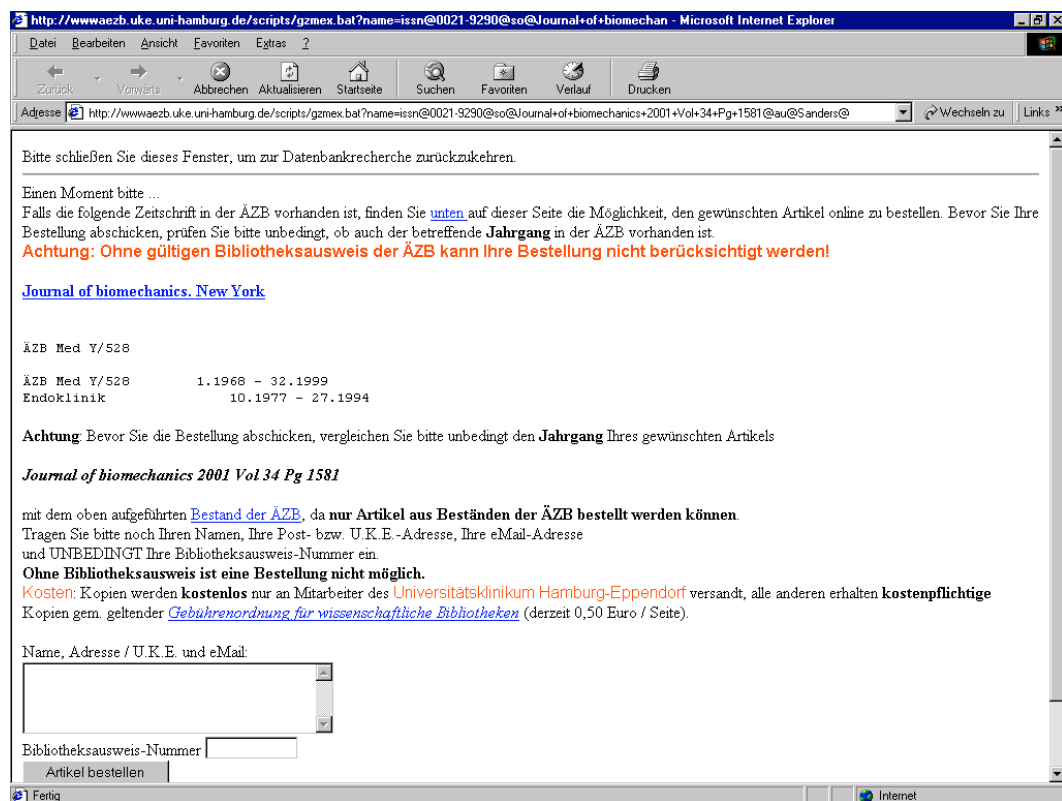 http://wwwaezb.uke.uni-hamburg.de/scripts/gzmex.bat?name=issn@0021-9290@so@Journal+of+biomechan - Microsoft Internet Explorer
Datei Bearbeiten Ansicht Favoriten Extras ?
Zurück Vorwärts Abbrechen Aktualisieren Startseite Suchen Favoriten Verlauf Drucken
Adresse http://wwwaezb.uke.uni-hamburg.de/scripts/gzmex.bat?name=issn@0021-9290@so@Journal+of+biomechanics+2001+Vol+34+Pg+1581@au@Sanders@ Wechseln zu Links »
Bitte schließen Sie dieses Fenster, um zur Datenbankrecherche zurückzukehren.
Einen Moment bitte ...
Falls die folgende Zeitschrift in der ÄZB vorhanden ist, finden Sie unten auf dieser Seite die Möglichkeit, den gewünschten Artikel online zu bestellen. Bevor Sie Ihre
Bestellung abschicken, prüfen Sie bitte unbedingt, ob auch der betreffende Jahrgang in der ÄZB vorhanden ist.
Achtung: Ohne gültigen Bibliotheksausweis der ÄZB kann Ihre Bestellung nicht berücksichtigt werden!
Journal of biomechanics. New York
ÄZB Med Y/528
ÄZB Med Y/528 1.1968 - 32.1999
Endoklinik 10.1977 - 27.1994
Achtung: Bevor Sie die Bestellung abschicken, vergleichen Sie bitte unbedingt den Jahrgang Ihres gewünschten Artikels
Journal of biomechanics 2001 Vol 34 Pg 1581
mit dem oben aufgeführten Bestand der ÄZB, da nur Artikel aus Beständen der ÄZB bestellt werden können.
Tragen Sie bitte noch Ihren Namen, Ihre Post- bzw. U.K.E.-Adresse, Ihre eMail-Adresse
und UNBEDINGT Ihre Bibliotheksausweis-Nummer ein.
Ohne Bibliotheksausweis ist eine Bestellung nicht möglich.
Kosten: Kopien werden kostenlos nur an Mitarbeiter des Universitätsklinikum Hamburg-Eppendorf versandt, alle anderen erhalten kostenpflichtige
Kopien gem. geltender Gebührenordnung für wissenschaftliche Bibliotheken (derzeit 0,50 Euro / Seite).
Name, Adresse / U.K.E. und eMail:
Bibliotheksausweis-Nummer
Artikel bestellen
Fertig Internet